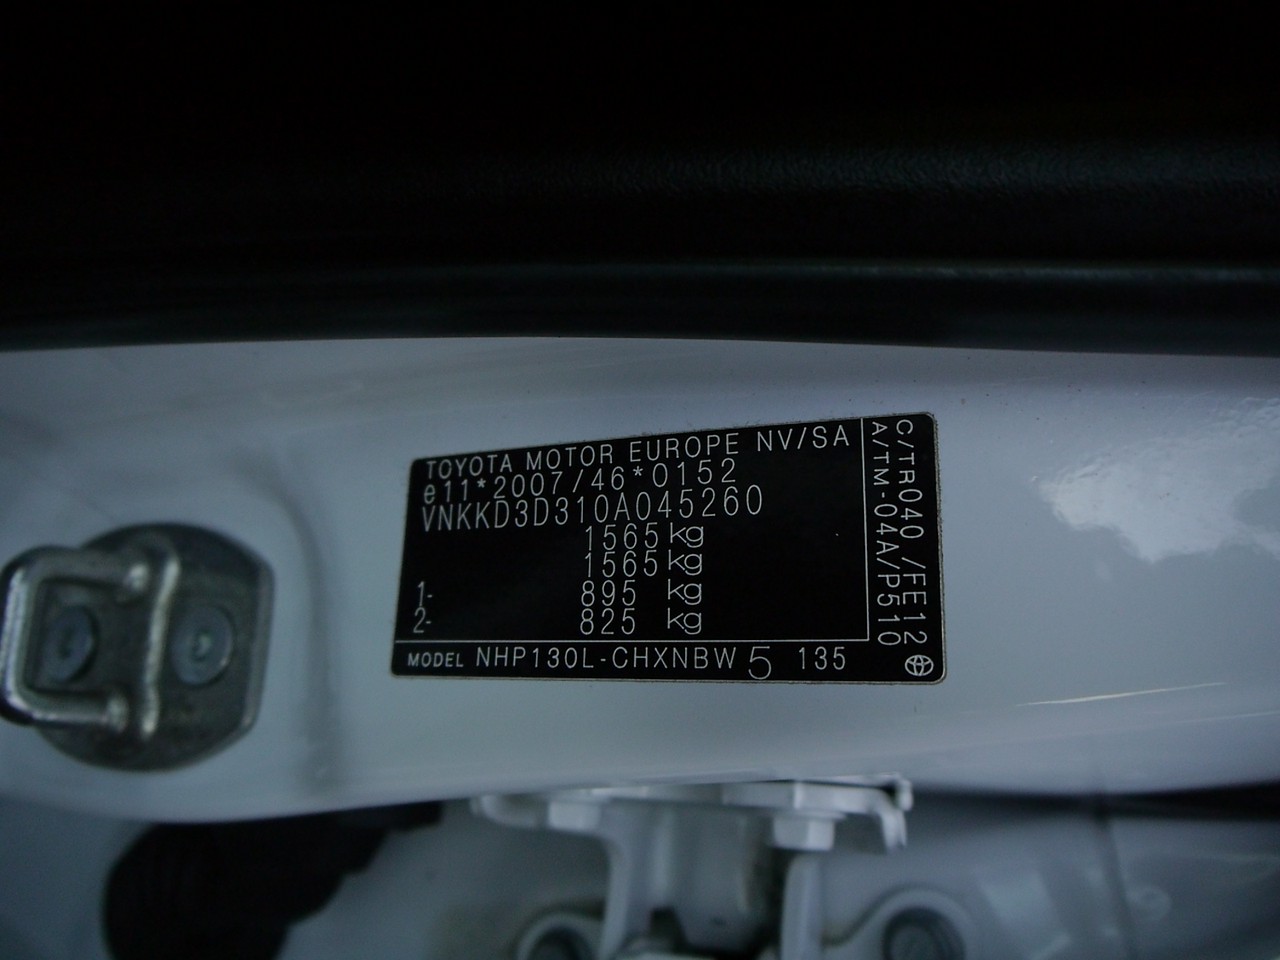 TOYOTA MOTOR EUROPE NV/SA
e11*2007/46*0152
VNKKD3D310A045260
1565 kg
1565 kg
1- 895 kg
2- 825 kg
MODEL NHP130L-CHXNBW 5 135
C/TR040 /FE12
A/TM-04A/P510